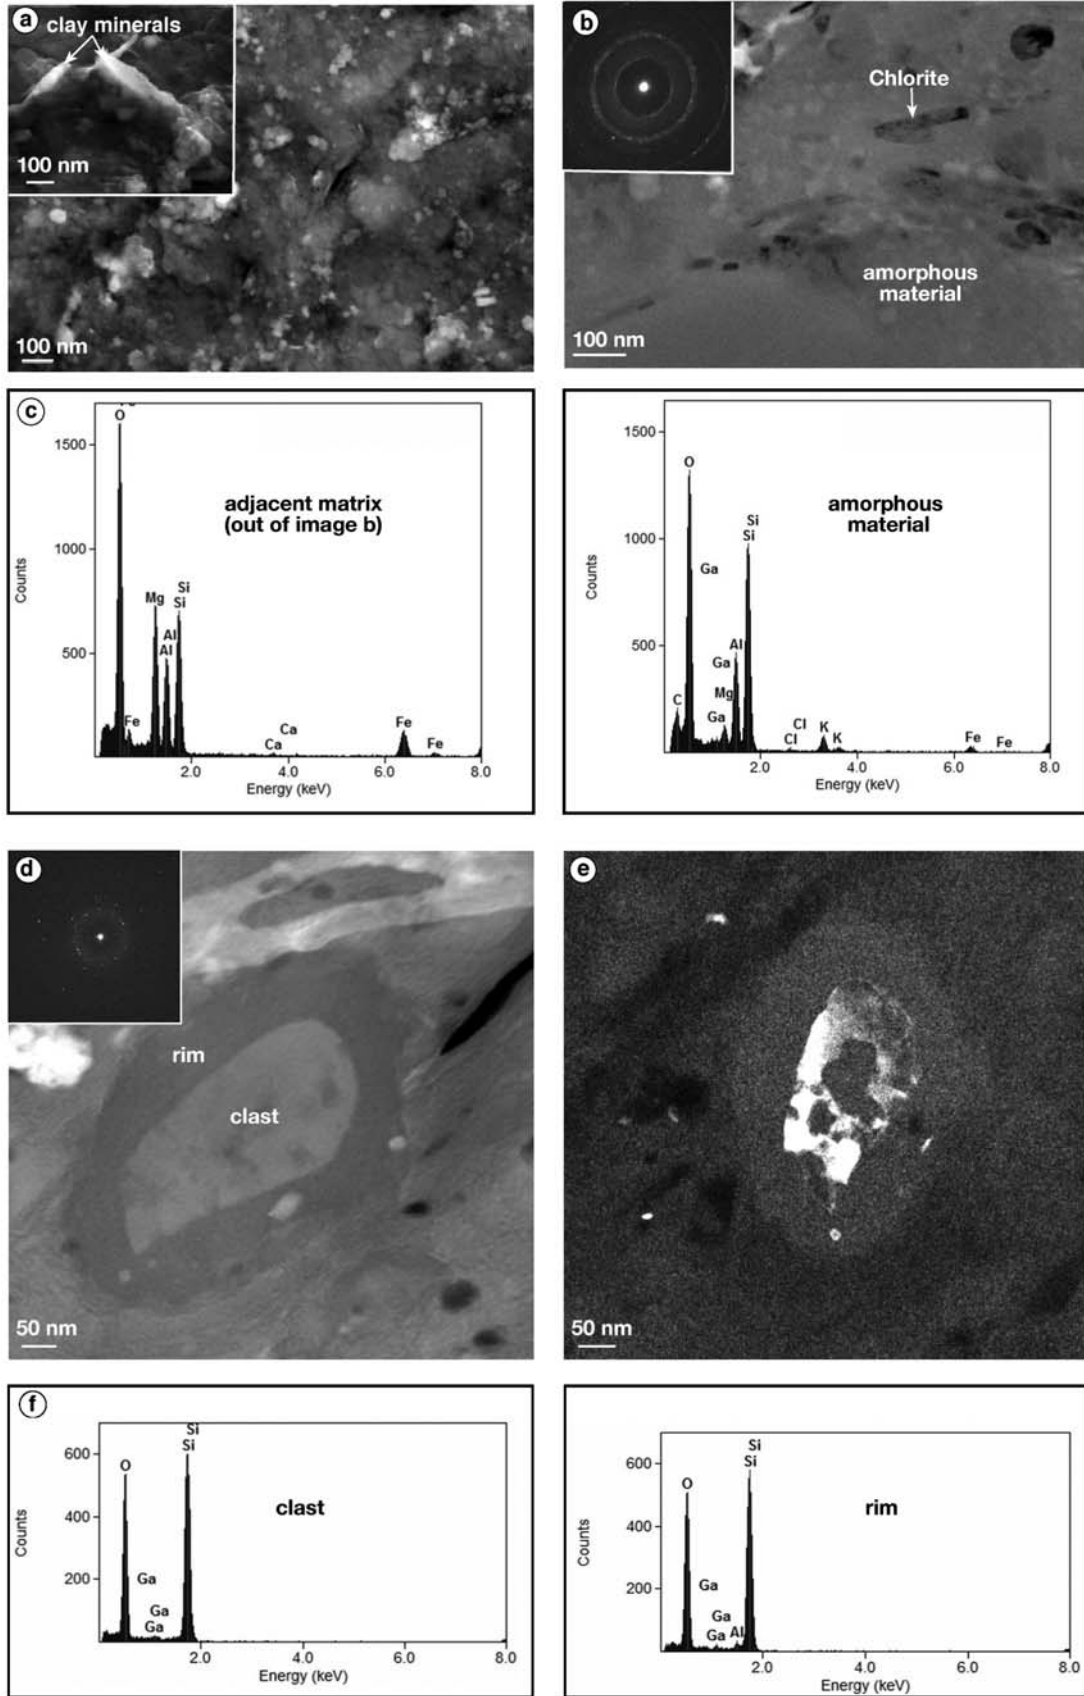 a
clay minerals
100 nm
100 nm
b
Chlorite
amorphous
material
100 nm
c
1500
1000
500
Counts
O
Fe
Mg
Al
Al
Si
Si
Ca
Ca
Fe
Fe
adjacent matrix
(out of image b)
2.0
4.0
6.0
8.0
Energy (keV)
1500
1000
500
Counts
C
O
Ga
Ga
Ga
Mg
Al
Si
Si
Cl
Cl
K
K
Fe
Fe
amorphous
material
2.0
4.0
6.0
8.0
Energy (keV)
d
rim
clast
50 nm
e
50 nm
f
600
400
200
Counts
O
Ga
Ga
Ga
Si
Si
clast
2.0
4.0
6.0
8.0
Energy (keV)
600
400
200
Counts
O
Ga
Ga
Ga
Al
Si
Si
rim
2.0
4.0
6.0
8.0
Energy (keV)